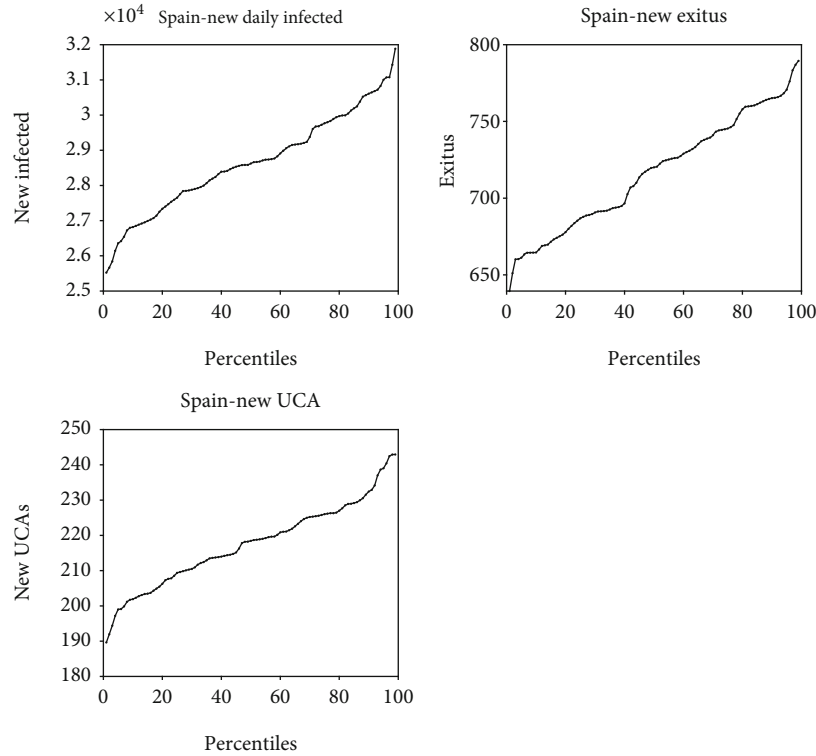 ×10⁴ Spain-new daily infected
3.2
3.1
3
2.9
2.8
2.7
2.6
2.5
New infected
0 20 40 60 80 100
Percentiles
Spain-new exitus
800
750
700
650
Exitus
0 20 40 60 80 100
Percentiles
Spain-new UCA
250
240
230
220
210
200
190
180
New UCAs
0 20 40 60 80 100
Percentiles